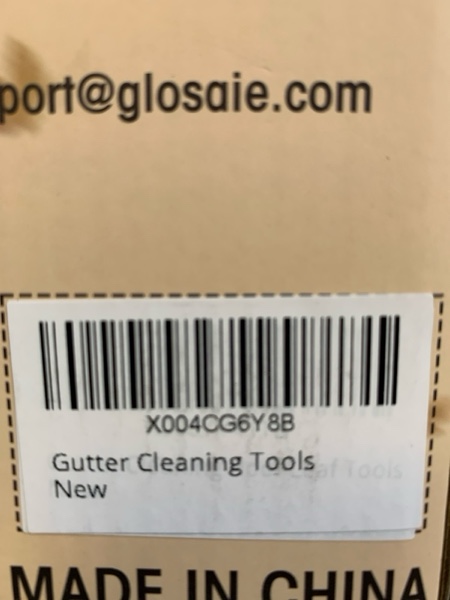 port@glosaie.com
X004CG6Y8B
Gutter Cleaning Tools
New
MADE IN CHINA